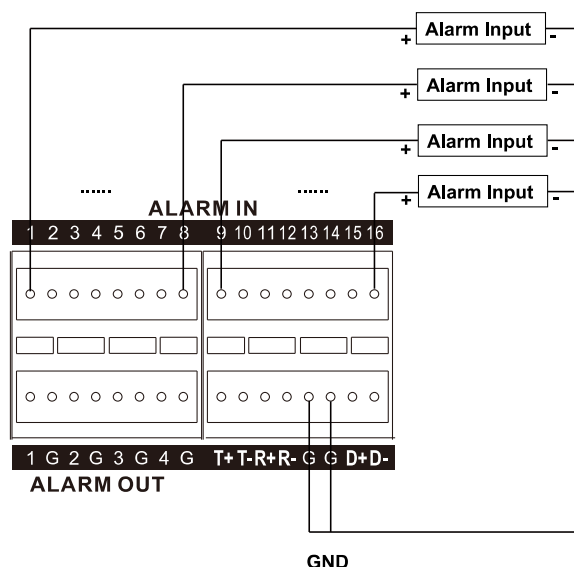 + Alarm Input -
+ Alarm Input -
+ Alarm Input -
+ Alarm Input -
...... ......
ALARM IN
1 2 3 4 5 6 7 8 9 10 11 12 13 14 15 16
1 G 2 G 3 G 4 G T+ T- R+ R- G G D+ D-
ALARM OUT
GND